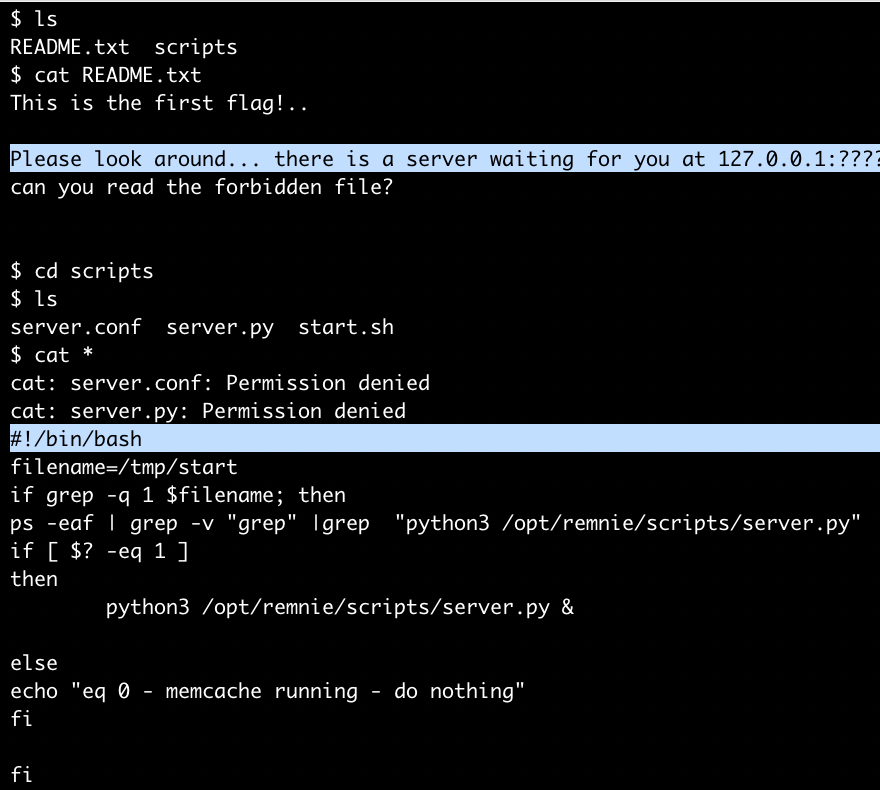 $ ls
README.txt  scripts
$ cat README.txt
This is the first flag!..
Please look around... there is a server waiting for you at 127.0.0.1:????
can you read the forbidden file?
$ cd scripts
$ ls
server.conf  server.py  start.sh
$ cat *
cat: server.conf: Permission denied
cat: server.py: Permission denied
#!/bin/bash
filename=/tmp/start
if grep -q 1 $filename; then
ps -eaf | grep -v "grep" |grep  "python3 /opt/remnie/scripts/server.py"
if [ $? -eq 1 ]
then
        python3 /opt/remnie/scripts/server.py &
else
echo "eq 0 - memcache running - do nothing"
fi
fi